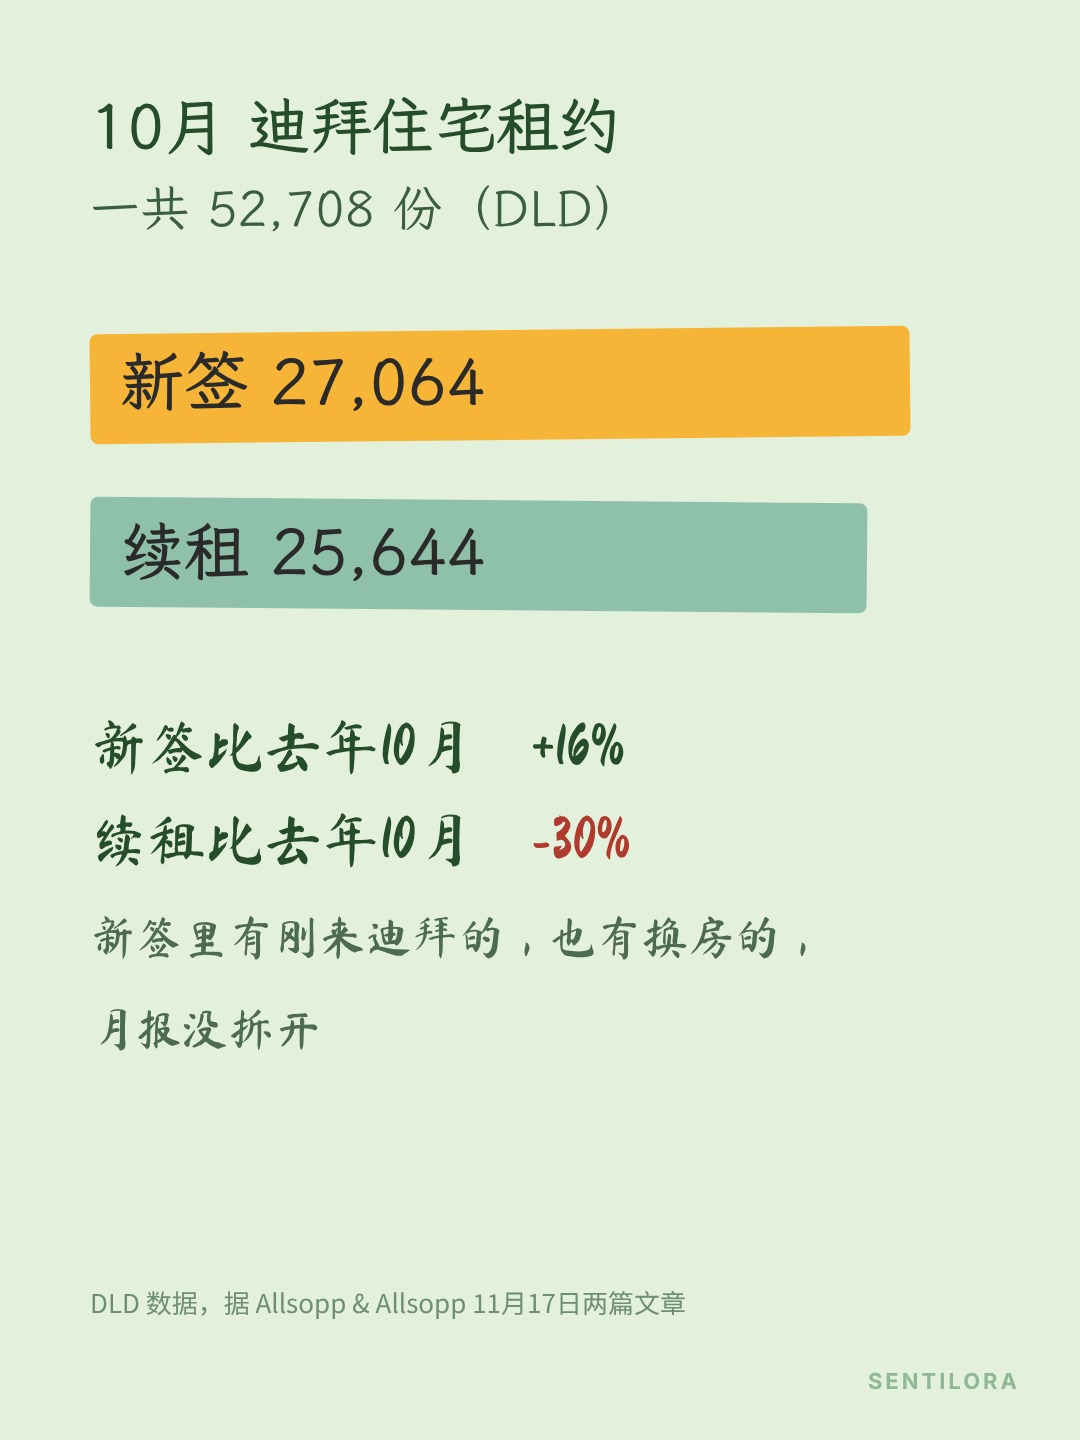 10月 迪拜住宅租约
一共 52,708 份（DLD）
新签 27,064
续租 25,644
新签比去年10月 +16%
续租比去年10月 -30%
新签里有刚来迪拜的，也有换房的，
月报没拆开
DLD 数据，据 Allsopp & Allsopp 11月17日两篇文章
SENTILORA